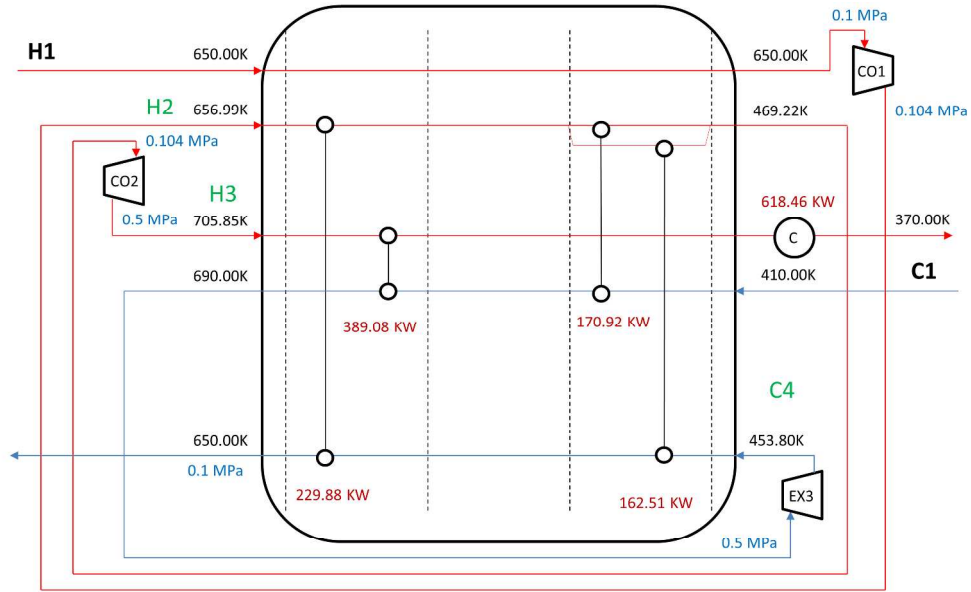 0.1 MPa
H1
650.00K
650.00K
CO1
H2
656.99K
469.22K
0.104 MPa
0.104 MPa
CO2
H3
618.46 KW
0.5 MPa
705.85K
C
370.00K
690.00K
410.00K
C1
389.08 KW
170.92 KW
C4
650.00K
453.80K
0.1 MPa
229.88 KW
162.51 KW
EX3
0.5 MPa